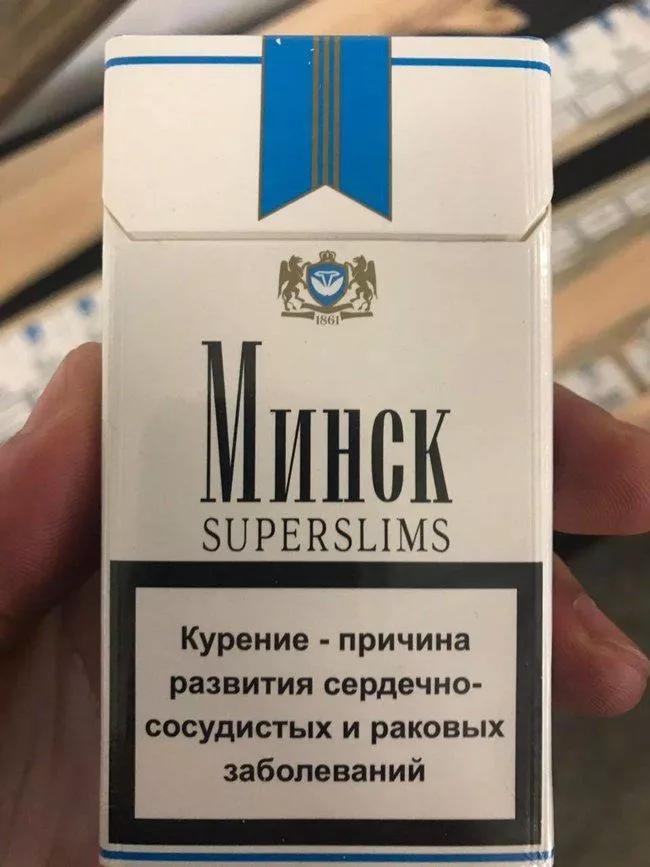 1861
Минск
SUPERSLIMS
Курение - причина
развития сердечно-
сосудистых и раковых
заболеваний